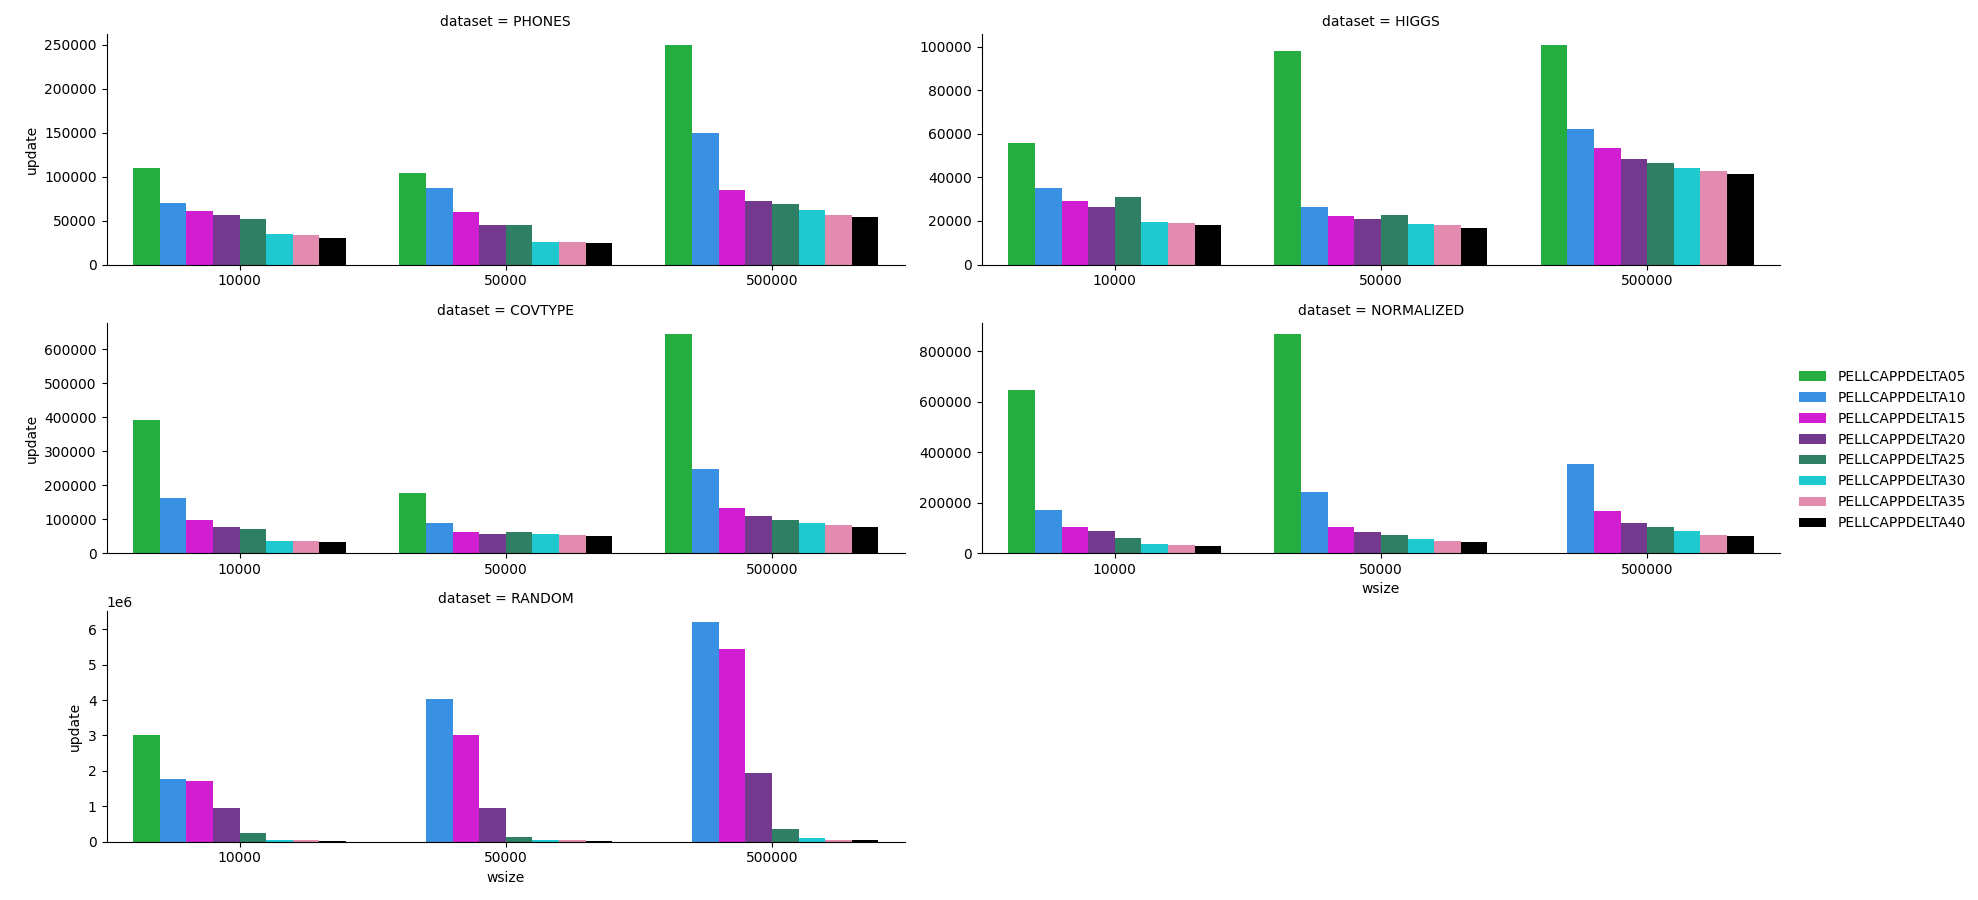 dataset = PHONES
250000
200000
150000
100000
50000
0
update
10000
50000
500000
dataset = HIGGS
100000
80000
60000
40000
20000
0
10000
50000
500000
dataset = COVTYPE
600000
500000
400000
300000
200000
100000
0
update
10000
50000
500000
dataset = NORMALIZED
800000
600000
400000
200000
0
10000
50000
500000
wsize
PELLCAPPDELTA05
PELLCAPPDELTA10
PELLCAPPDELTA15
PELLCAPPDELTA20
PELLCAPPDELTA25
PELLCAPPDELTA30
PELLCAPPDELTA35
PELLCAPPDELTA40
dataset = RANDOM
1e6
6
5
4
3
2
1
0
update
10000
50000
500000
wsize